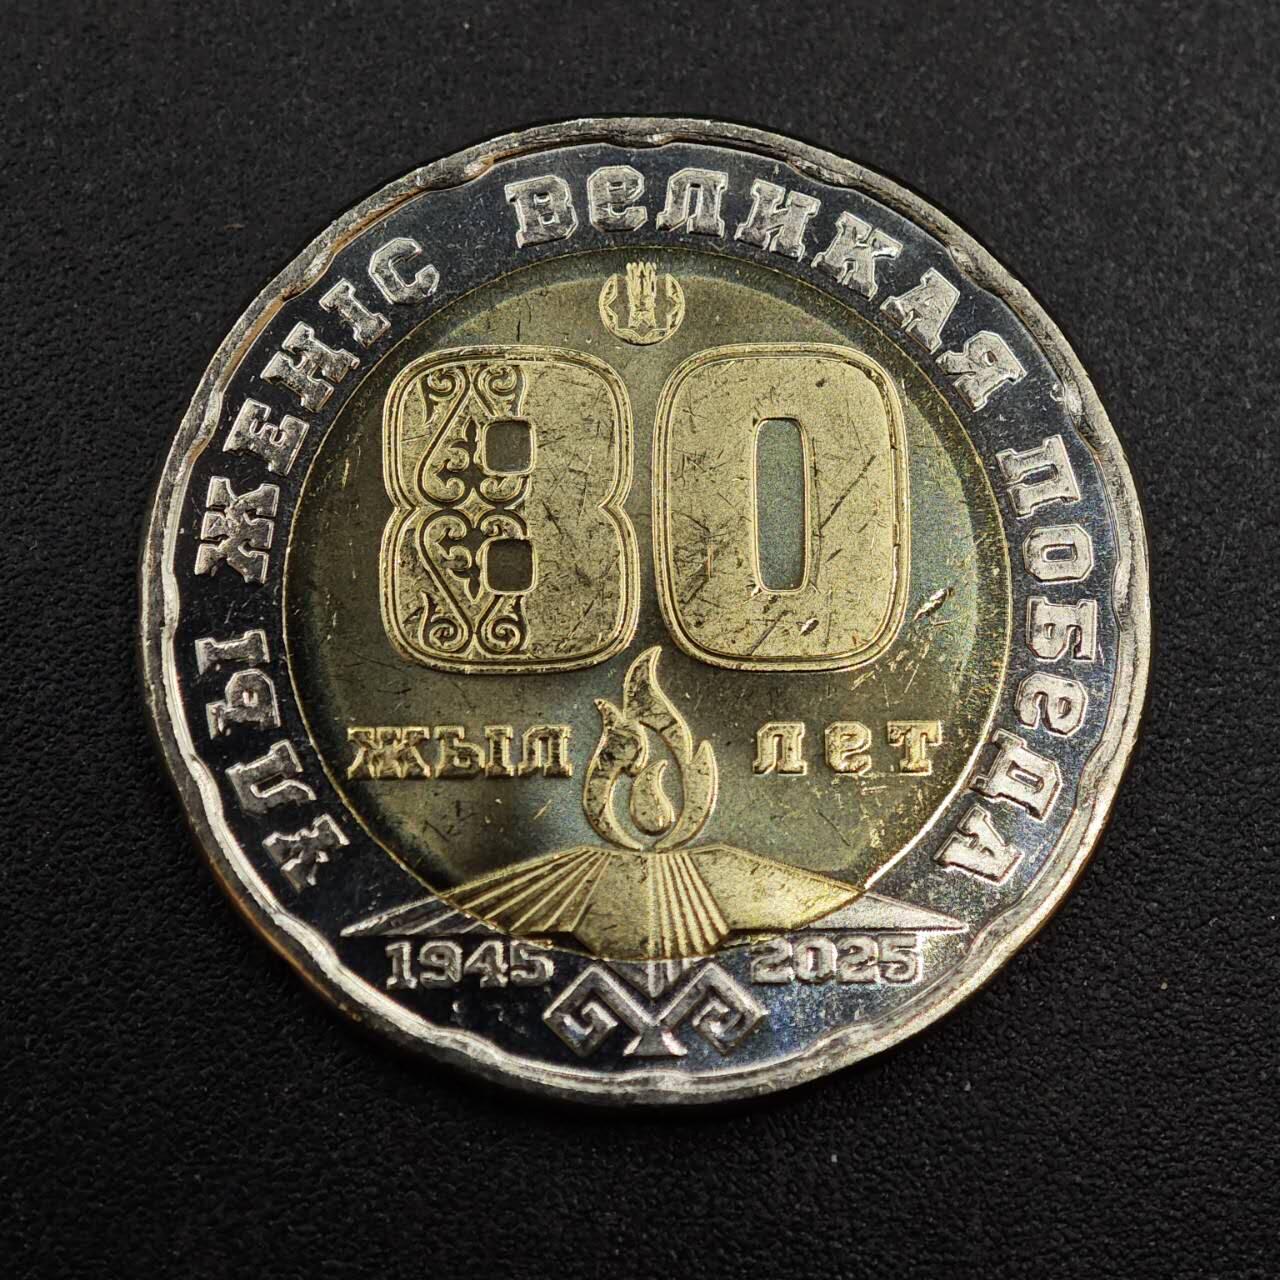 ҰЛЫ ЖЕҢІС ВЕЛИКАЯ ПОБЕДА
80
ЖЫЛ ЛЕТ
1945 2025